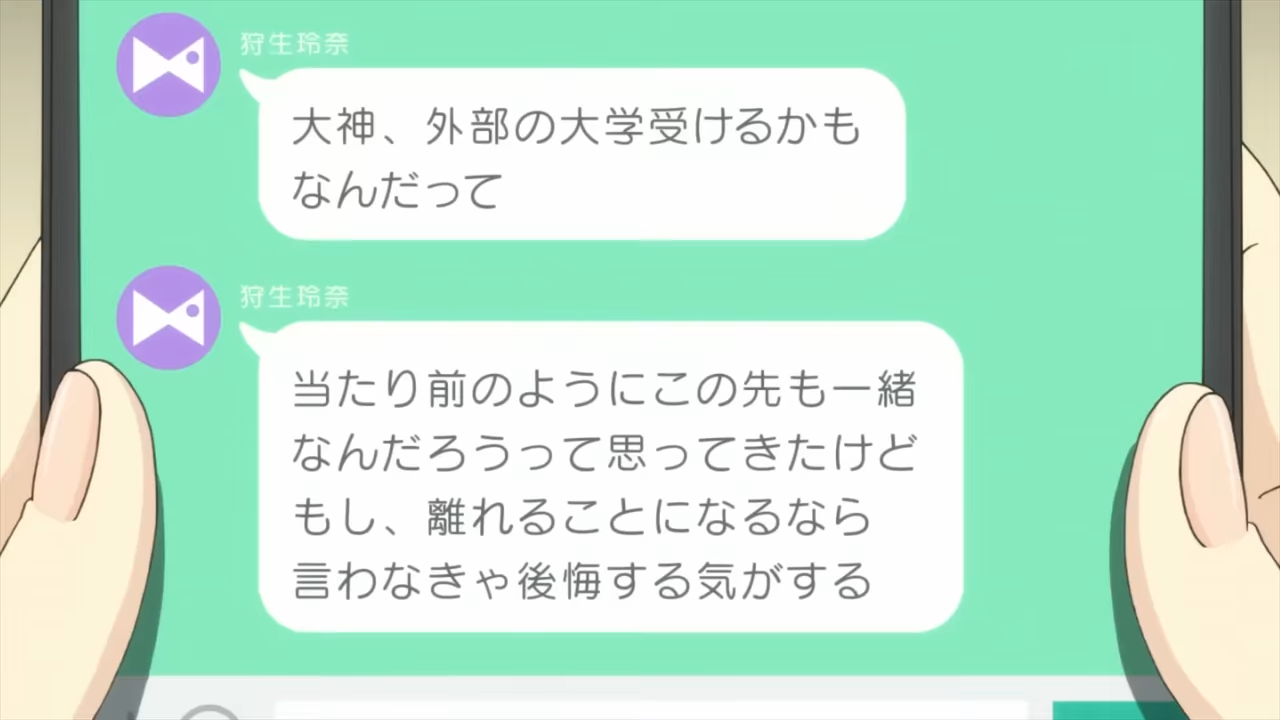 狩生玲奈
大神、外部の大学受けるかも
なんだって
狩生玲奈
当たり前のようにこの先も一緒
なんだろうって思ってきたけど
もし、離れることになるなら
言わなきゃ後悔する気がする